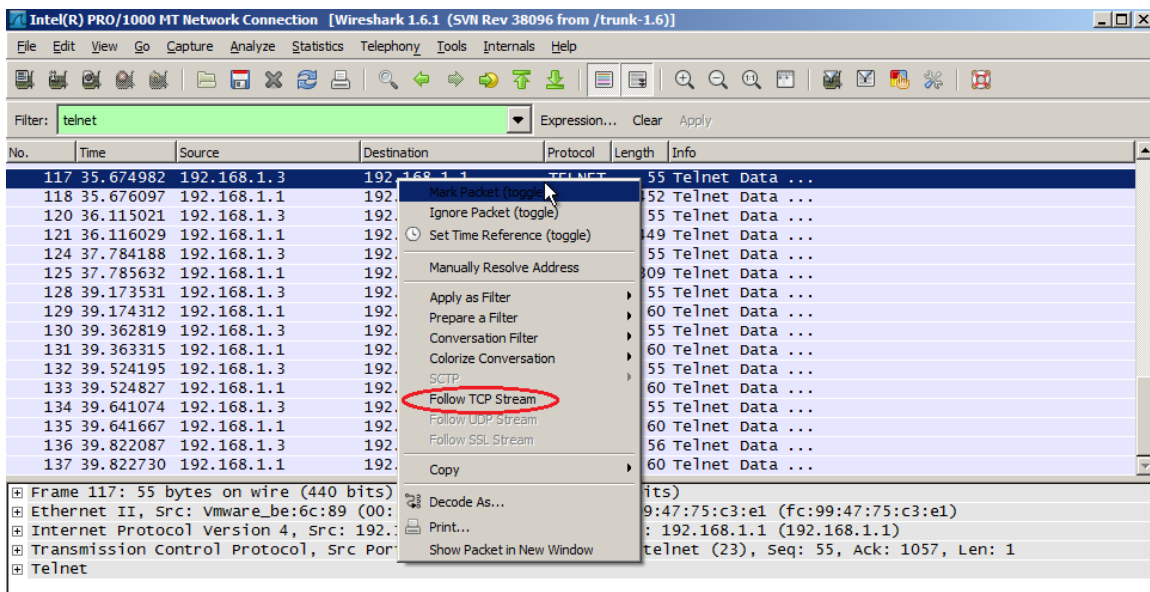 Intel(R) PRO/1000 MT Network Connection [Wireshark 1.6.1 (SVN Rev 38096 from /trunk-1.6)]
File Edit View Go Capture Analyze Statistics Telephony Tools Internals Help
Filter: telnet Expression... Clear Apply
No. Time Source Destination Protocol Length Info
117 35.674982 192.168.1.3 192.168.1.1 TELNET 55 Telnet Data ...
118 35.676097 192.168.1.1 192. 452 Telnet Data ...
120 36.115021 192.168.1.3 192. 55 Telnet Data ...
121 36.116029 192.168.1.1 192. 449 Telnet Data ...
124 37.784188 192.168.1.3 192. 55 Telnet Data ...
125 37.785632 192.168.1.1 192. 309 Telnet Data ...
128 39.173531 192.168.1.3 192. 55 Telnet Data ...
129 39.174312 192.168.1.1 192. 60 Telnet Data ...
130 39.362819 192.168.1.3 192. 55 Telnet Data ...
131 39.363315 192.168.1.1 192. 60 Telnet Data ...
132 39.524195 192.168.1.3 192. 55 Telnet Data ...
133 39.524827 192.168.1.1 192. 60 Telnet Data ...
134 39.641074 192.168.1.3 192. 55 Telnet Data ...
135 39.641667 192.168.1.1 192. 60 Telnet Data ...
136 39.822087 192.168.1.3 192. 56 Telnet Data ...
137 39.822730 192.168.1.1 192. 60 Telnet Data ...
Mark Packet (toggle)
Ignore Packet (toggle)
Set Time Reference (toggle)
Manually Resolve Address
Apply as Filter
Prepare a Filter
Conversation Filter
Colorize Conversation
SCTP
Follow TCP Stream
Follow UDP Stream
Follow SSL Stream
Copy
Decode As...
Print...
Show Packet in New Window
Frame 117: 55 bytes on wire (440 bits) its)
Ethernet II, Src: Vmware_be:6c:89 (00: 9:47:75:c3:e1 (fc:99:47:75:c3:e1)
Internet Protocol Version 4, Src: 192. : 192.168.1.1 (192.168.1.1)
Transmission Control Protocol, Src Por telnet (23), Seq: 55, Ack: 1057, Len: 1
Telnet